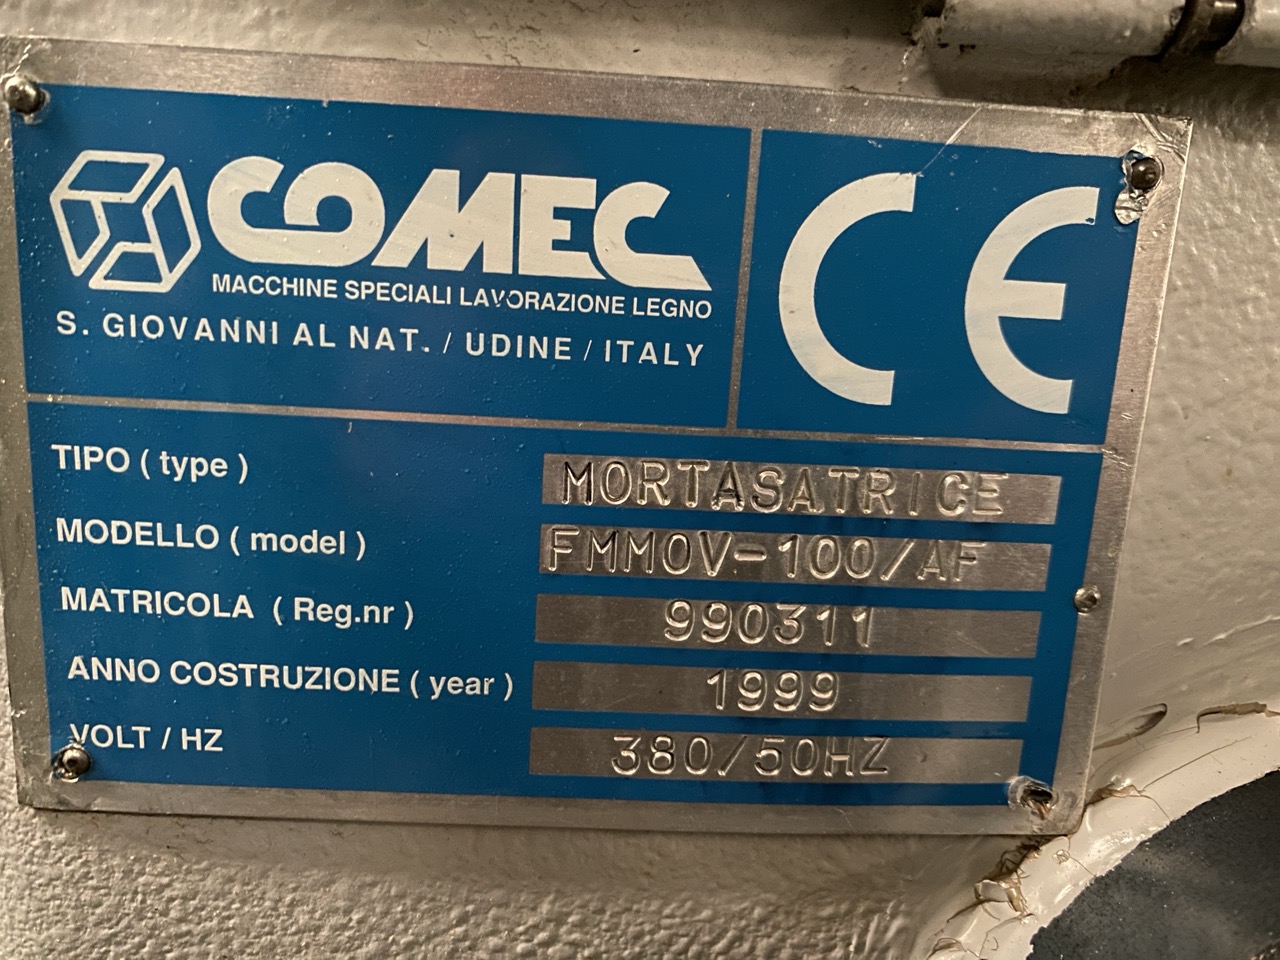 COMEC
MACCHINE SPECIALI LAVORAZIONE LEGNO
S. GIOVANNI AL NAT. / UDINE / ITALY
CE
TIPO ( type ) MORTASATRICE
MODELLO ( model ) FMMOV-100/AF
MATRICOLA ( Reg.nr ) 990311
ANNO COSTRUZIONE ( year ) 1999
VOLT / HZ 380/50HZ